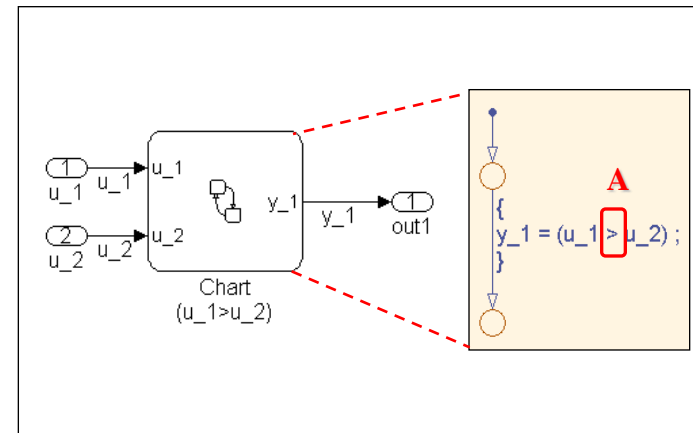 1
u_1
u_1
u_1
2
u_2
u_2
u_2
y_1
y_1
1
out1
Chart
(u_1>u_2)
A
{
y_1 = (u_1 > u_2) ;
}